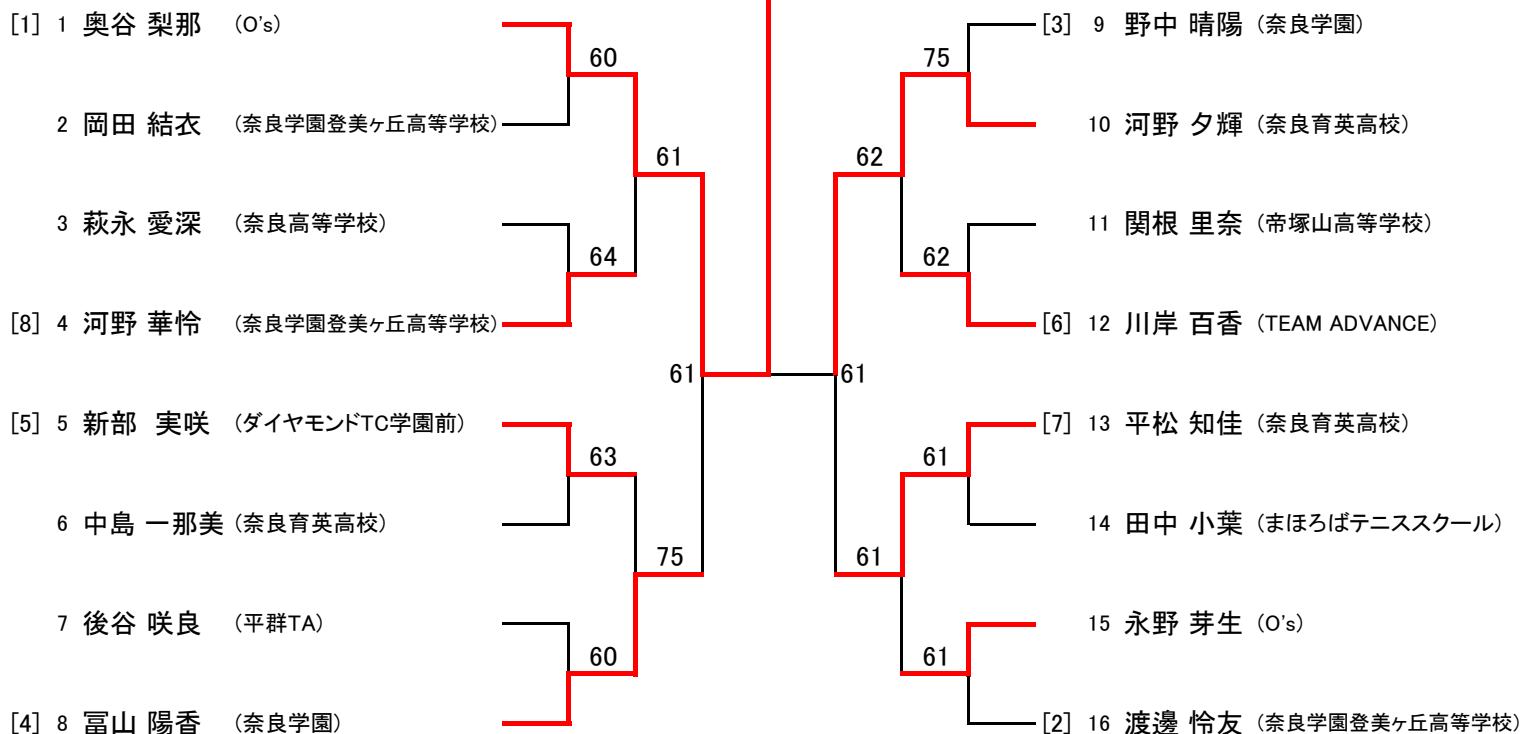 [1] 1 奥谷 梨那 (O's)
60
2 岡田 結衣 (奈良学園登美ヶ丘高等学校)
61
3 萩永 愛深 (奈良高等学校)
64
[8] 4 河野 華怜 (奈良学園登美ヶ丘高等学校)
61
[5] 5 新部 実咲 (ダイヤモンドTC学園前)
63
6 中島 一那美 (奈良育英高校)
75
7 後谷 咲良 (平群TA)
60
[4] 8 冨山 陽香 (奈良学園)
[3] 9 野中 晴陽 (奈良学園)
75
10 河野 夕輝 (奈良育英高校)
62
11 関根 里奈 (帝塚山高等学校)
62
[6] 12 川岸 百香 (TEAM ADVANCE)
61
[7] 13 平松 知佳 (奈良育英高校)
61
14 田中 小葉 (まほろばテニススクール)
61
15 永野 芽生 (O's)
61
[2] 16 渡邊 怜友 (奈良学園登美ヶ丘高等学校)